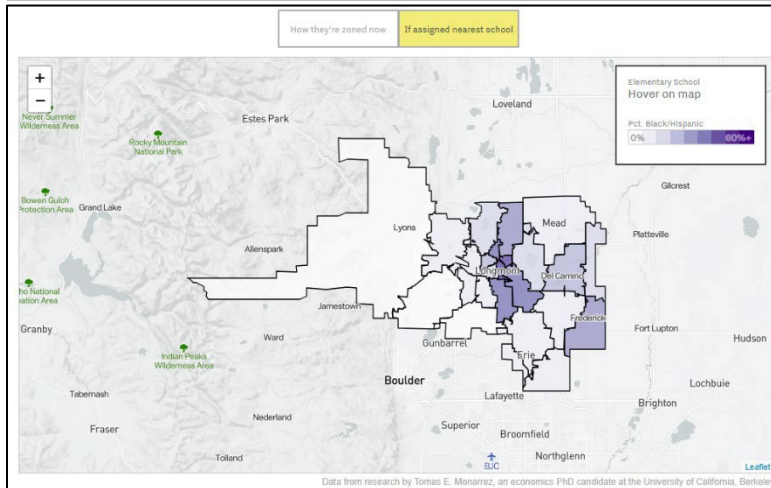 How they're zoned now
If assigned nearest school
+
−
Elementary School
Hover on map
Pct. Black/Hispanic
0%
60%+
Never Summer
Wilderness Area
Rocky Mountain
National Park
Estes Park
Loveland
Bowen Gulch
Protection Area
Grand Lake
Allenspark
Lyons
Mead
Gilcrest
Platteville
Longmont
Del Camino
ho National
eation Area
Jamestown
Frederick
Granby
Ward
Gunbarrel
Erie
Fort Lupton
Hudson
Indian Peaks
Wilderness Area
Boulder
Lafayette
Lochbuie
Tabernash
Nederland
Superior
Brighton
Fraser
Broomfield
Tolland
BJC
Northglenn
Leaflet
Data from research by Tomas E. Monarrez, an economics PhD candidate at the University of California, Berkele